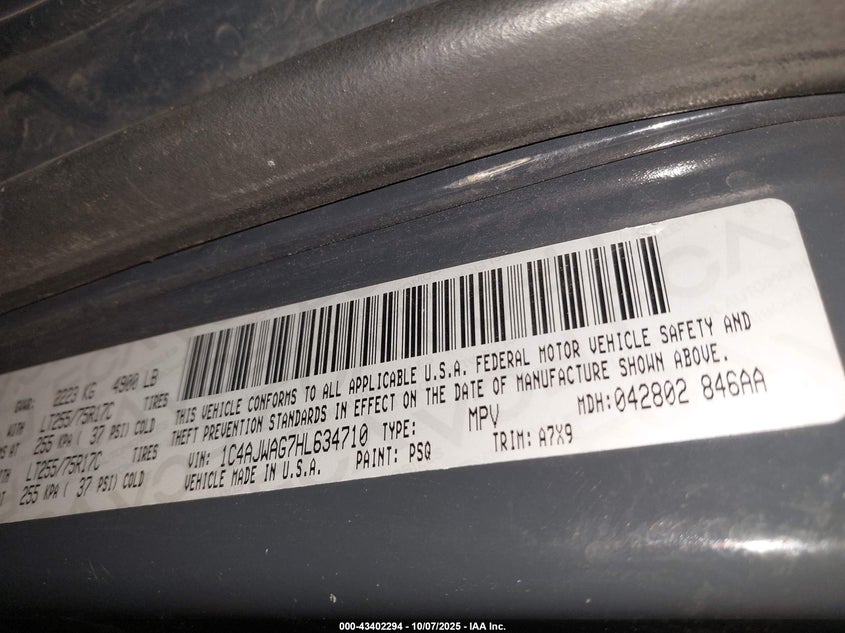 GVWR: 2223 KG 4900 LB
WITH LT255/75R17C TIRES
255 KPA ( 37 PSI) COLD
LT255/75R17C TIRES
255 KPA ( 37 PSI) COLD
THIS VEHICLE CONFORMS TO ALL APPLICABLE U.S.A. FEDERAL MOTOR VEHICLE SAFETY AND
THEFT PREVENTION STANDARDS IN EFFECT ON THE DATE OF MANUFACTURE SHOWN ABOVE.
VIN: 1C4AJWAG7HL634710 TYPE: MPV MDH:042802 846AA
VEHICLE MADE IN U.S.A. PAINT: PSQ TRIM: A7X9
000-43402294 - 10/07/2025 - IAA Inc.